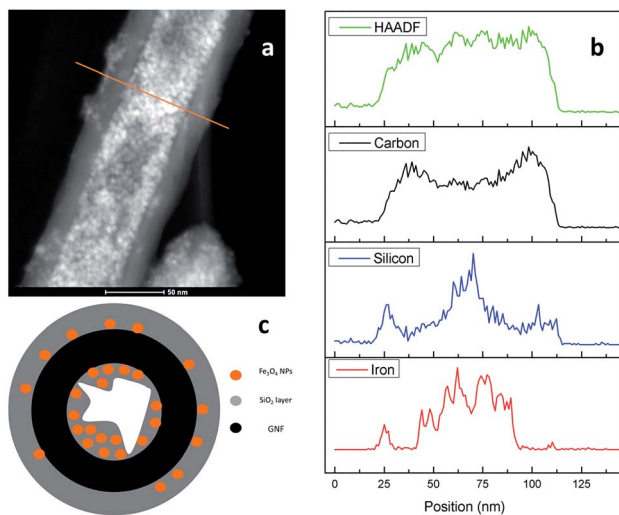 a
50 nm
c
Fe3O4 NPs
SiO2 layer
GNF
b
HAADF
Carbon
Silicon
Iron
0 25 50 75 100 125
Position (nm)